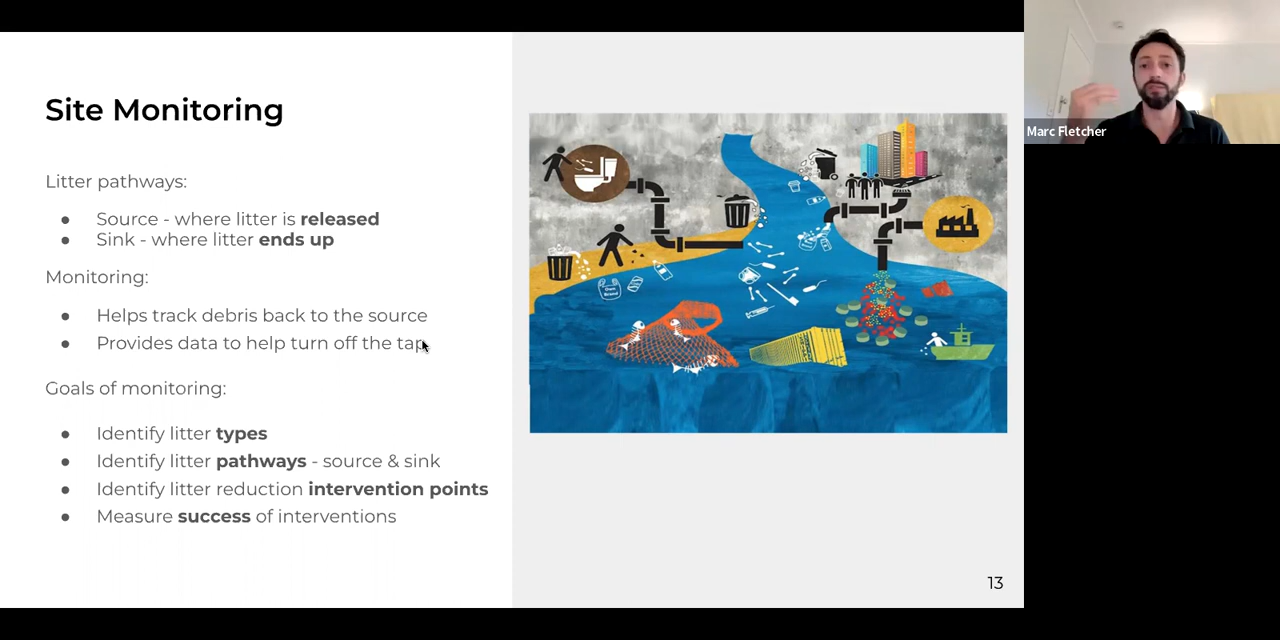 Site Monitoring
Litter pathways:
● Source - where litter is released
● Sink - where litter ends up
Monitoring:
● Helps track debris back to the source
● Provides data to help turn off the tap
Goals of monitoring:
● Identify litter types
● Identify litter pathways - source & sink
● Identify litter reduction intervention points
● Measure success of interventions
Own
Brand
13
Marc Fletcher